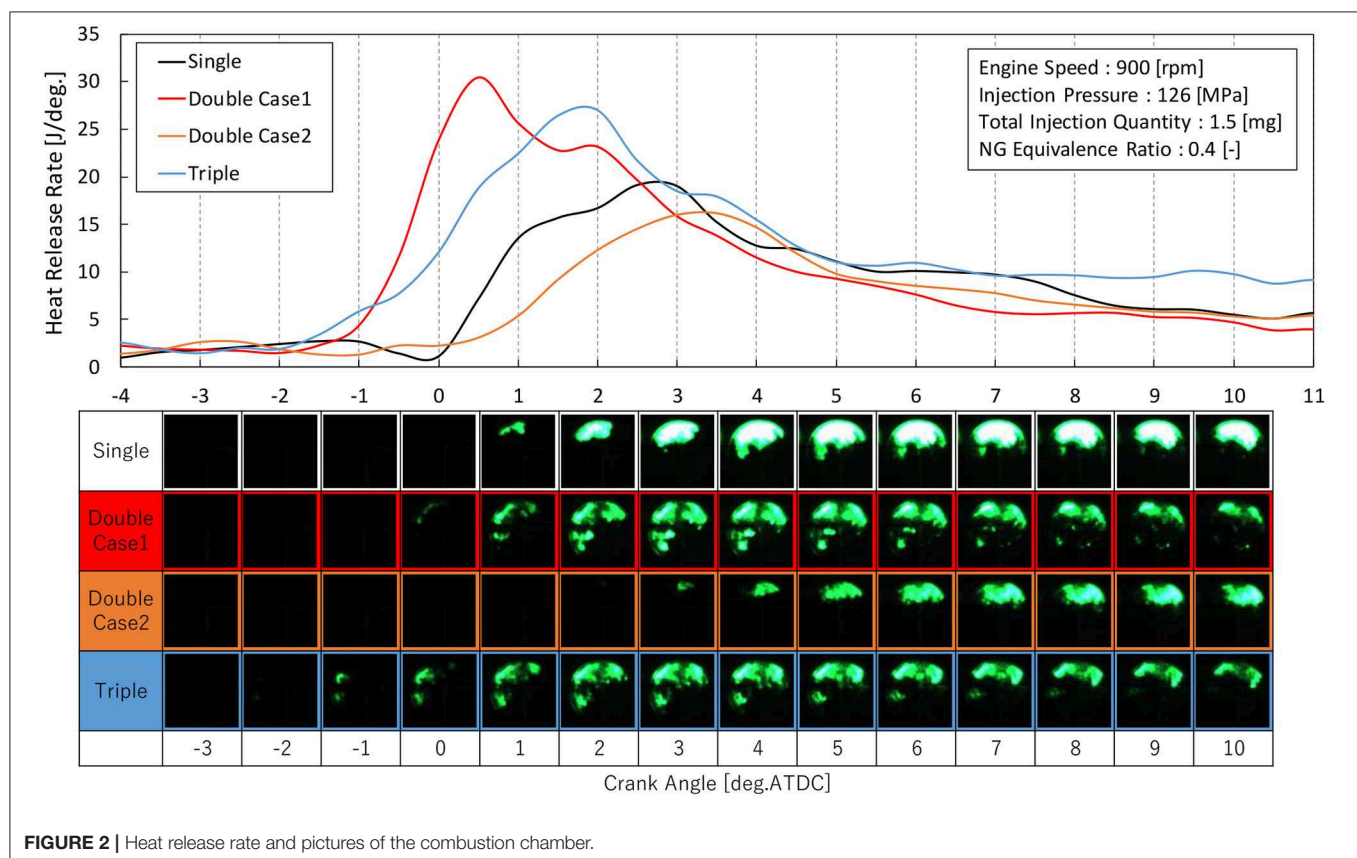 35
30
25
20
15
10
5
0
Heat Release Rate [J/deg.]
Single
Double Case1
Double Case2
Triple
Engine Speed : 900 [rpm]
Injection Pressure : 126 [MPa]
Total Injection Quantity : 1.5 [mg]
NG Equivalence Ratio : 0.4 [-]
-4 -3 -2 -1 0 1 2 3 4 5 6 7 8 9 10 11
Single
Double
Case1
Double
Case2
Triple
-3 -2 -1 0 1 2 3 4 5 6 7 8 9 10
Crank Angle [deg.ATDC]
FIGURE 2 | Heat release rate and pictures of the combustion chamber.